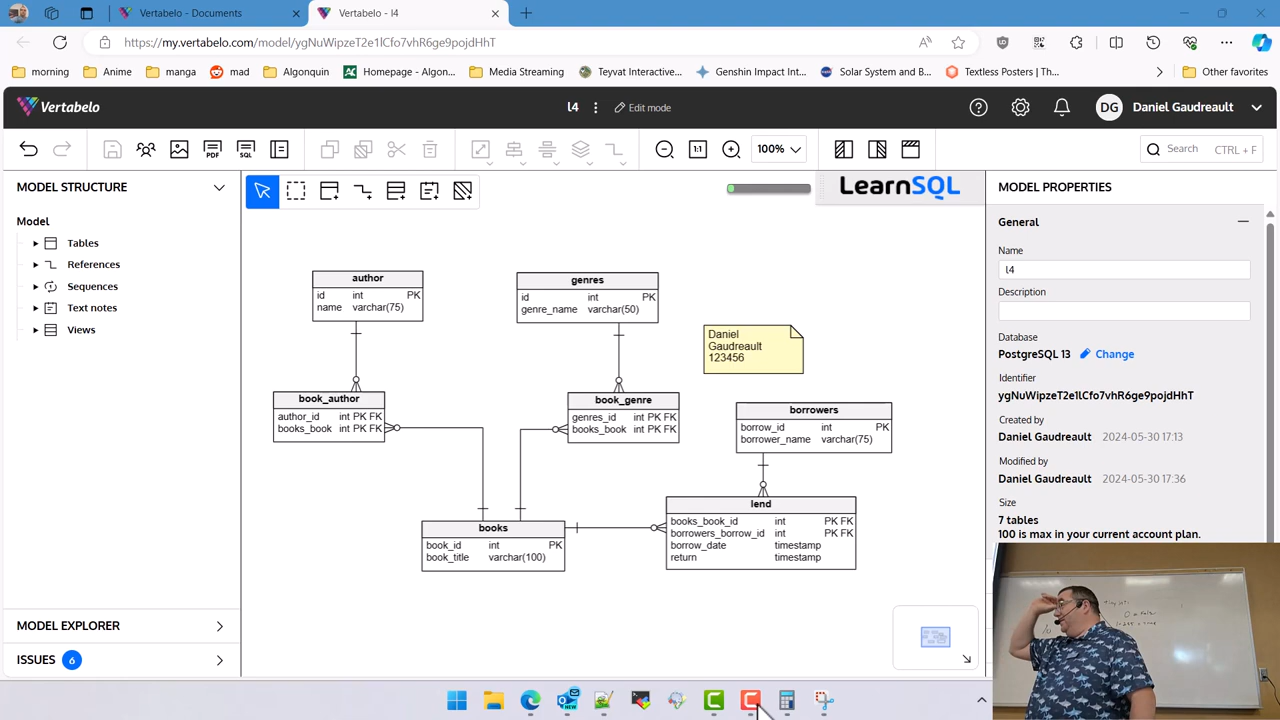 Vertabelo - Documents
Vertabelo - l4
https://my.vertabelo.com/model/ygNuWipzeT2e1lCfo7vhR6ge9pojdHhT
morning
Anime
manga
mad
Algonquin
Homepage - Algon...
Media Streaming
Teyvat Interactive...
Genshin Impact Int...
Solar System and B...
Textless Posters | Th...
Other favorites
Vertabelo
l4
Edit mode
DG
Daniel Gaudreault
PDF
SQL
1:1
100%
Search CTRL + F
MODEL STRUCTURE
Model
Tables
References
Sequences
Text notes
Views
MODEL EXPLORER
ISSUES 6
LearnSQL
author
id int PK
name varchar(75)
genres
id int PK
genre_name varchar(50)
Daniel
Gaudreault
123456
book_author
author_id int PK FK
books_book int PK FK
book_genre
genres_id int PK FK
books_book int PK FK
borrowers
borrow_id int PK
borrower_name varchar(75)
books
book_id int PK
book_title varchar(100)
lend
books_book_id int PK FK
borrowers_borrow_id int PK FK
borrow_date timestamp
return timestamp
MODEL PROPERTIES
General
Name
l4
Description
Database
PostgreSQL 13 Change
Identifier
ygNuWipzeT2e1lCfo7vhR6ge9pojdHhT
Created by
Daniel Gaudreault 2024-05-30 17:13
Modified by
Daniel Gaudreault 2024-05-30 17:36
Size
7 tables
100 is max in your current account plan.